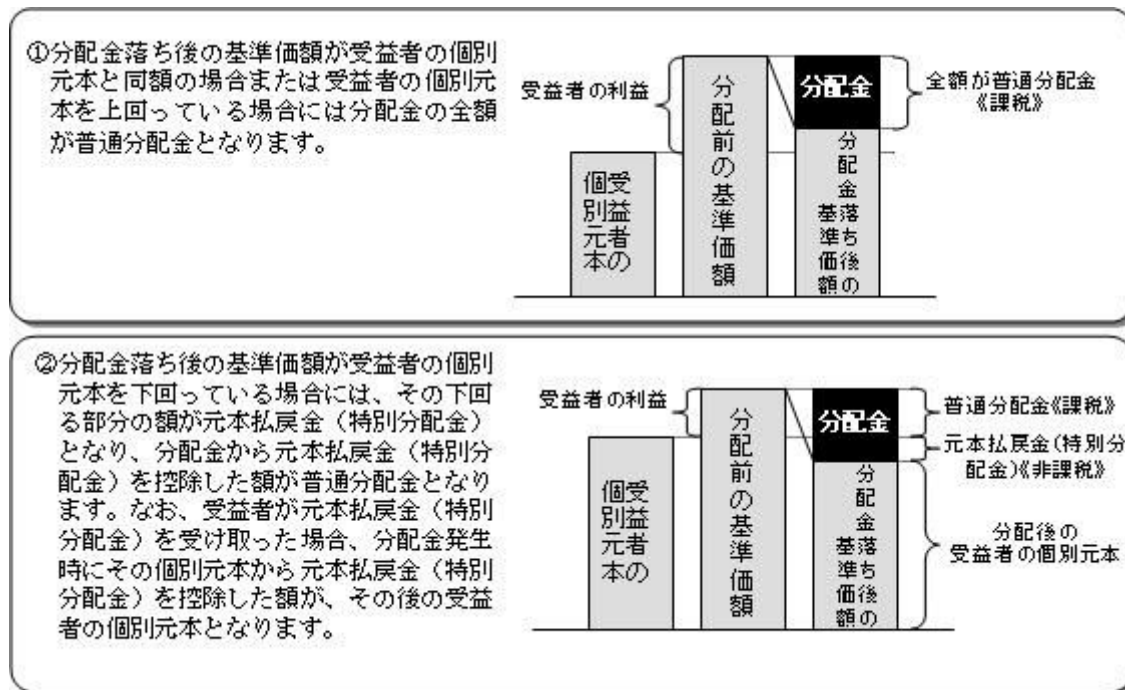 ①分配金落ち後の基準価額が受益者の個別
元本と同額の場合または受益者の個別元
本を上回っている場合には分配金の全額
が普通分配金となります。
受益者の利益
個別元本
受益者の
分配前の基準価額
分配金
分配金落ち後の
基準価額
全額が普通分配金
《課税》
②分配金落ち後の基準価額が受益者の個別
元本を下回っている場合には、その下回
る部分の額が元本払戻金（特別分配金）
となり、分配金から元本払戻金（特別分
配金）を控除した額が普通分配金となり
ます。なお、受益者が元本払戻金（特別
分配金）を受け取った場合、分配金発生
時にその個別元本から元本払戻金（特別
分配金）を控除した額が、その後の受益
者の個別元本となります。
受益者の利益
受益者の
個別元本
分配前の基準価額
分配金
分配金落ち後の
基準価額
普通分配金《課税》
元本払戻金（特別分
配金）《非課税》
分配後の
受益者の個別元本